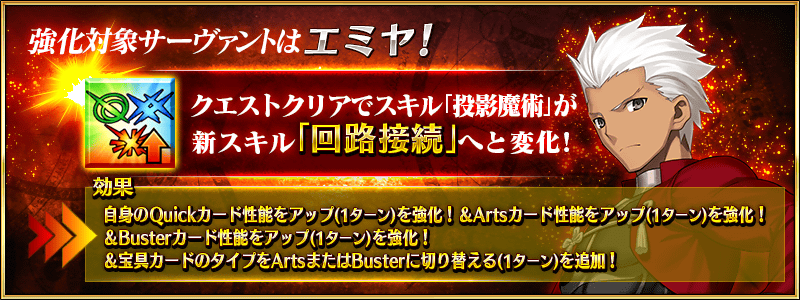 強化対象サーヴァントはエミヤ!
クエストクリアでスキル「投影魔術」が
新スキル「回路接続」へと変化!
効果
自身のQuickカード性能をアップ(1ターン)を強化!&Artsカード性能をアップ(1ターン)を強化!
&Busterカード性能をアップ(1ターン)を強化!
&宝具カードのタイプをArtsまたはBusterに切り替える(1ターン)を追加!